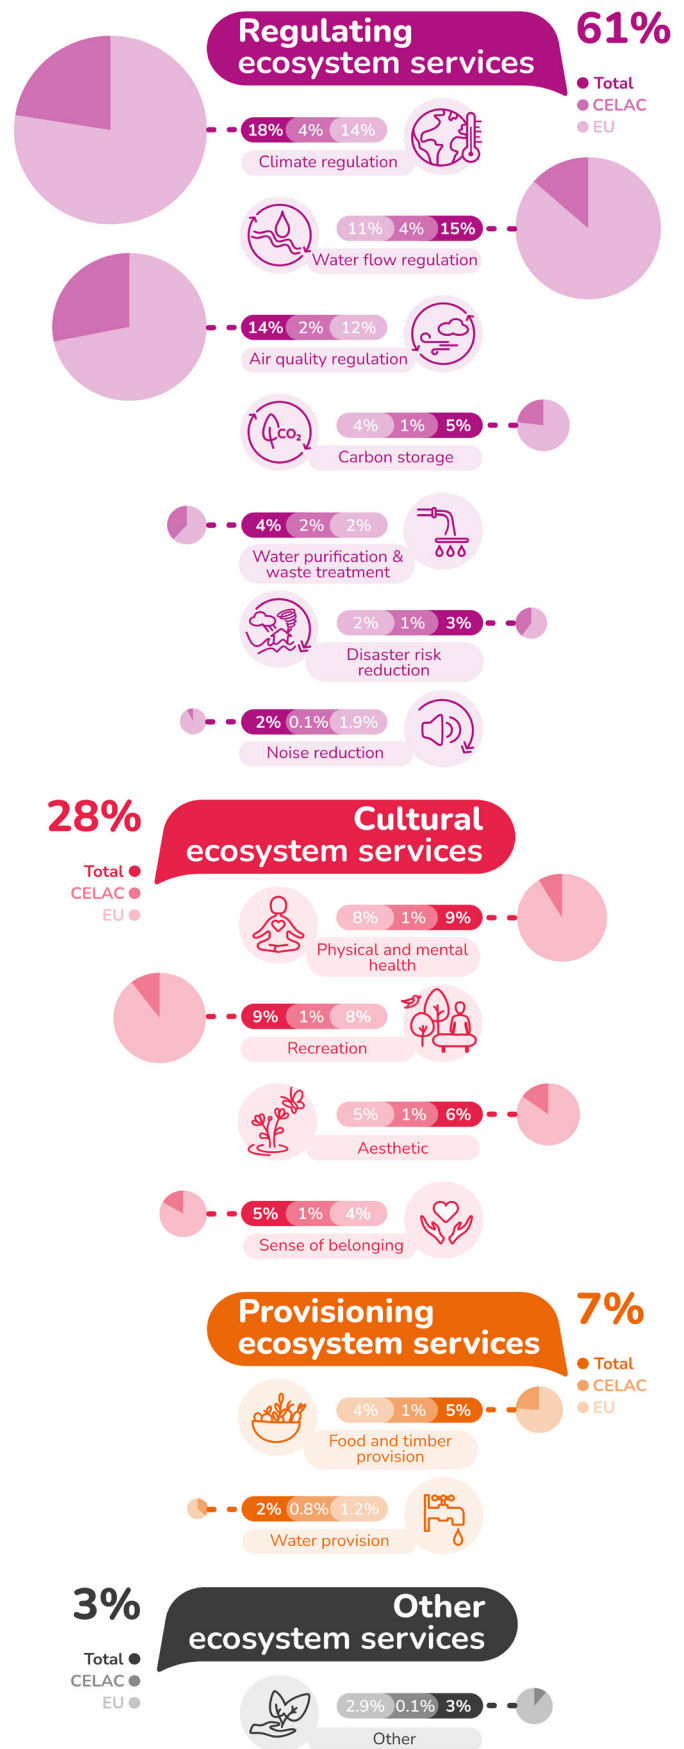 Regulating
ecosystem services
61%
Total
CELAC
EU
18% 4% 14%
Climate regulation
11% 4% 15%
Water flow regulation
14% 2% 12%
Air quality regulation
CO₂
4% 1% 5%
Carbon storage
4% 2% 2%
Water purification &
waste treatment
2% 1% 3%
Disaster risk
reduction
2% 0.1% 1.9%
Noise reduction
28%
Cultural
ecosystem services
Total
CELAC
EU
8% 1% 9%
Physical and mental
health
9% 1% 8%
Recreation
5% 1% 6%
Aesthetic
5% 1% 4%
Sense of belonging
Provisioning
ecosystem services
7%
Total
CELAC
EU
4% 1% 5%
Food and timber
provision
2% 0.8% 1.2%
Water provision
3%
Other
ecosystem services
Total
CELAC
EU
2.9% 0.1% 3%
Other